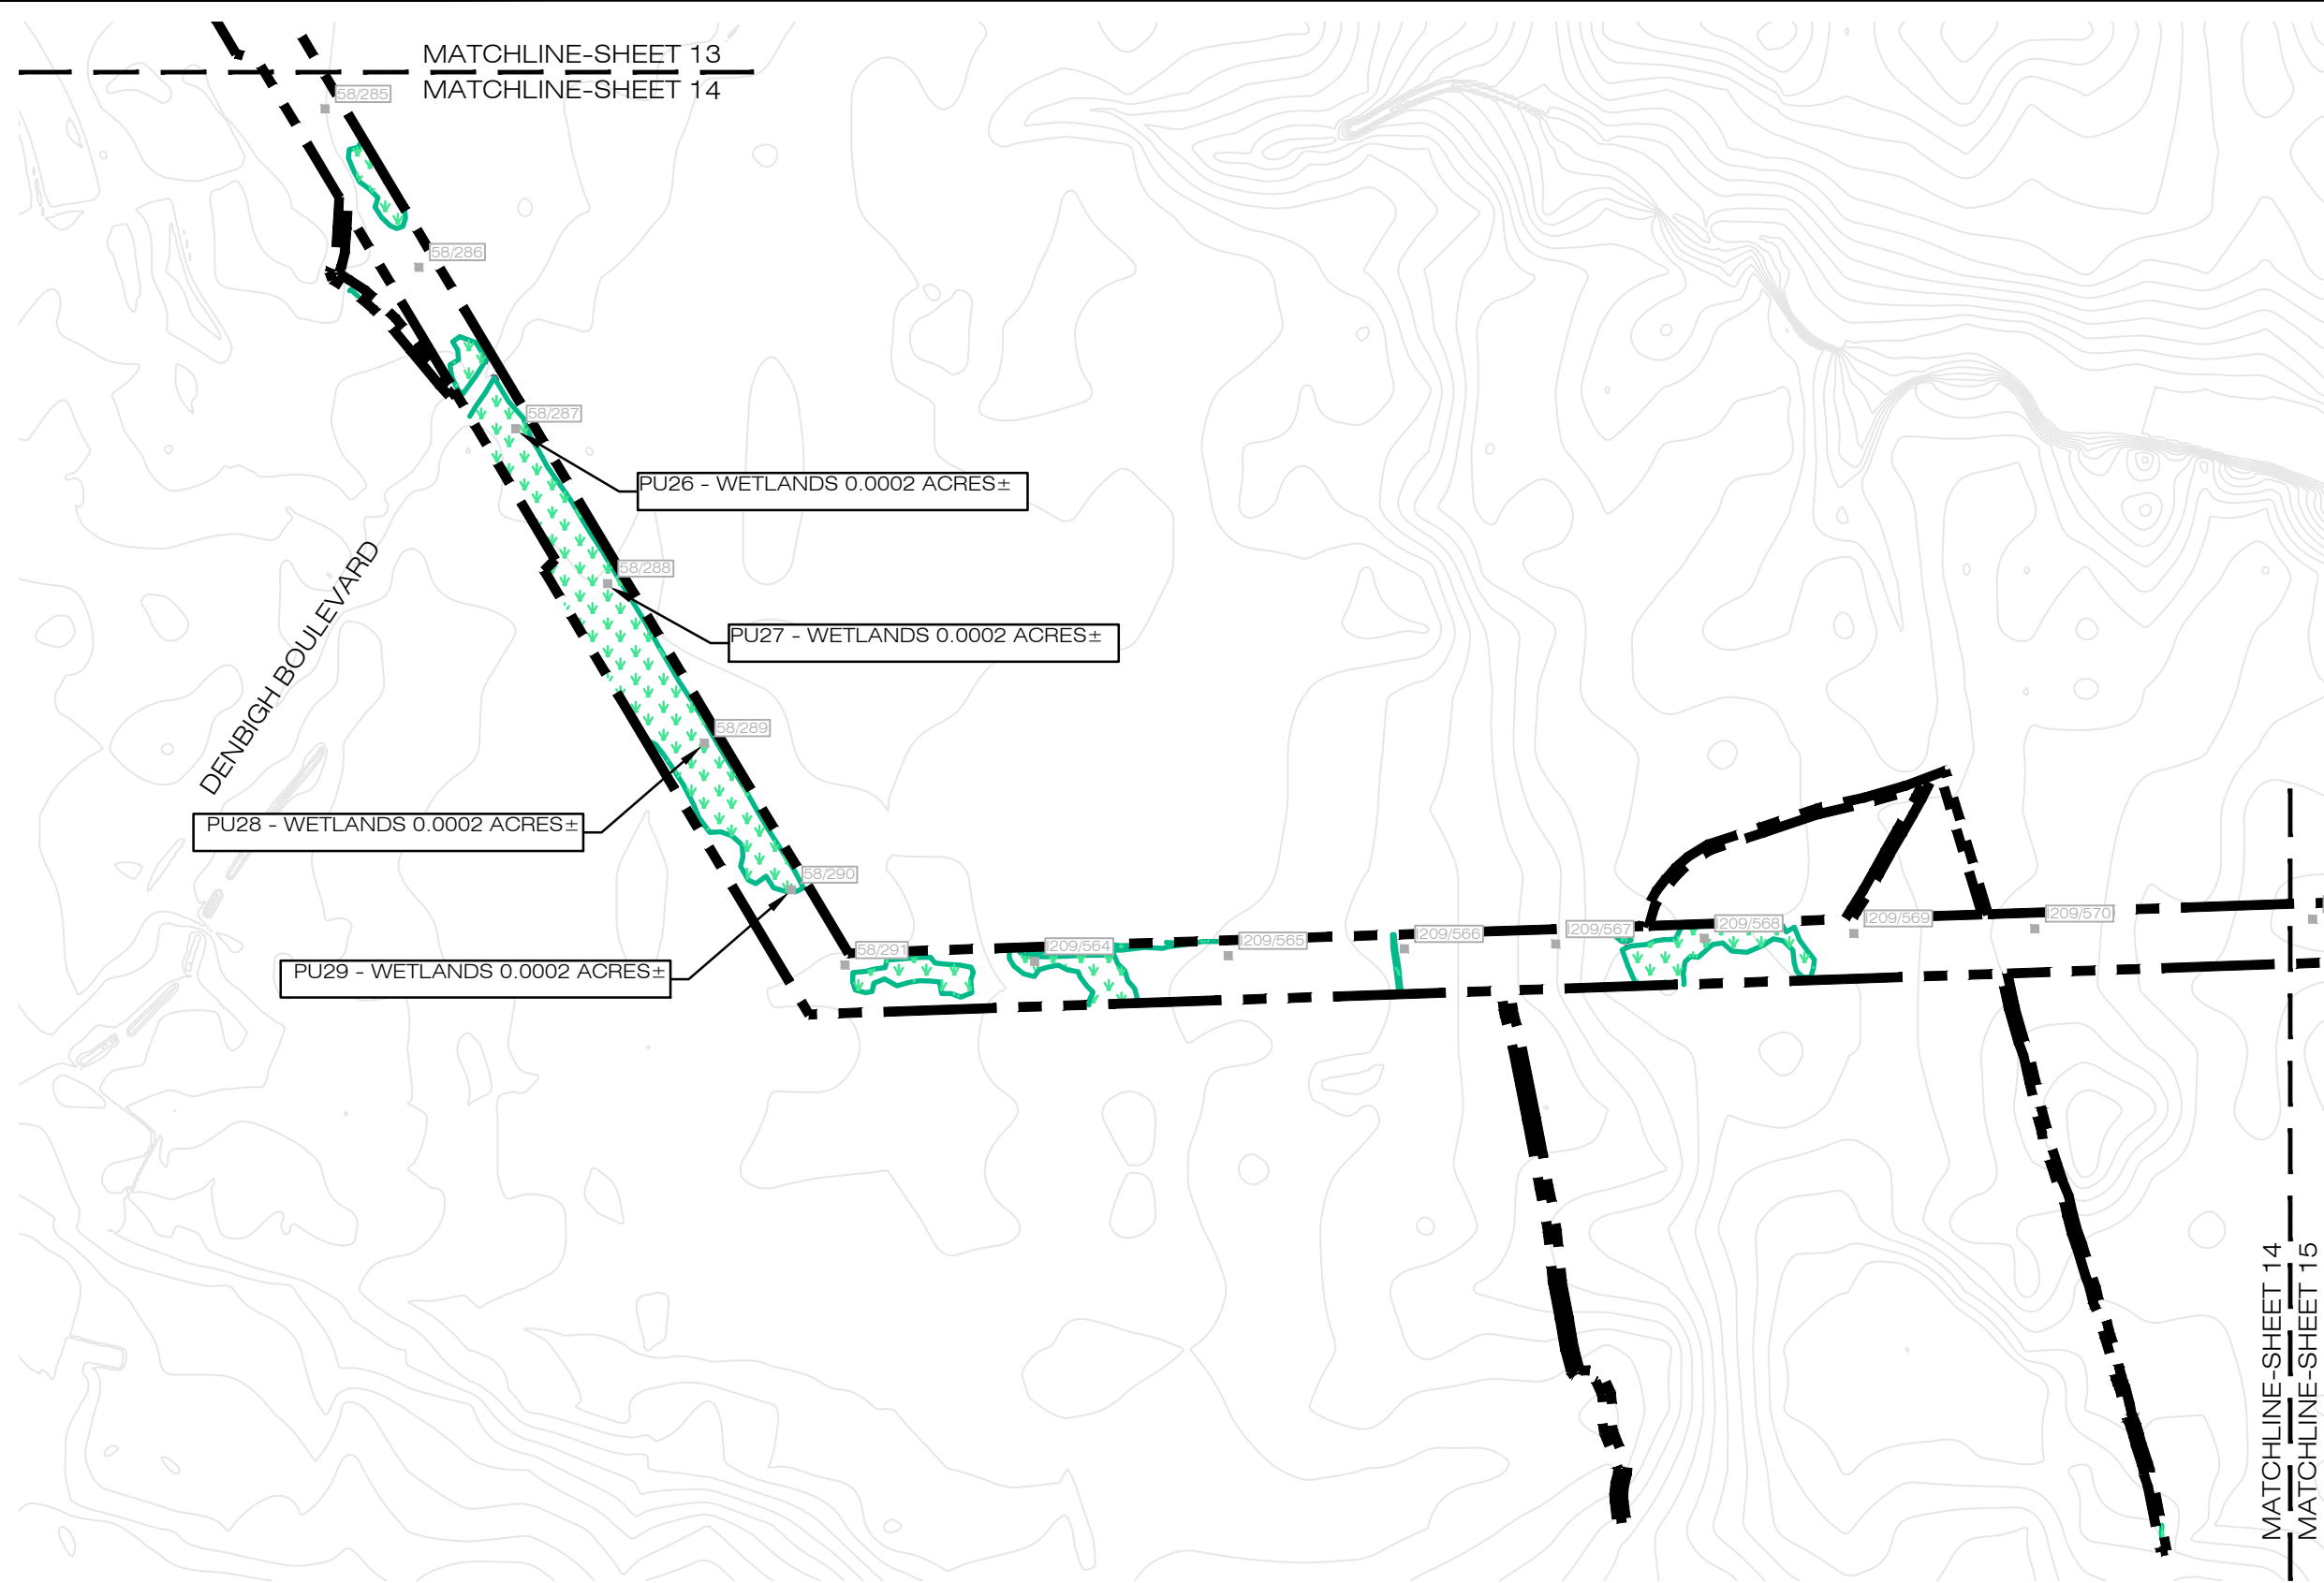 MATCHLINE-SHEET 13
MATCHLINE-SHEET 14
58/285
58/286
58/287
PU26 - WETLANDS 0.0002 ACRES±
58/288
PU27 - WETLANDS 0.0002 ACRES±
DENBIGH BOULEVARD
58/289
PU28 - WETLANDS 0.0002 ACRES±
58/290
PU29 - WETLANDS 0.0002 ACRES±
58/291
209/564
209/565
209/566
209/567
209/568
209/569
209/570
MATCHLINE-SHEET 14
MATCHLINE-SHEET 15